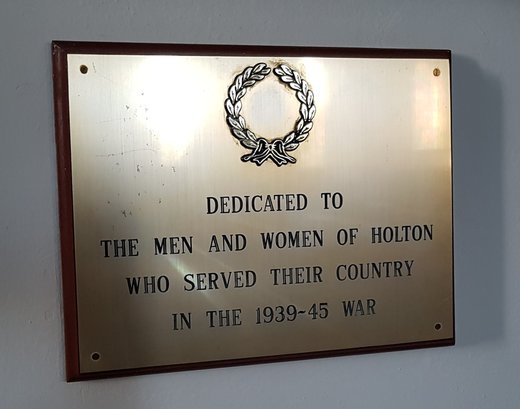 DEDICATED TO
THE MEN AND WOMEN OF HOLTON
WHO SERVED THEIR COUNTRY
IN THE 1939-45 WAR